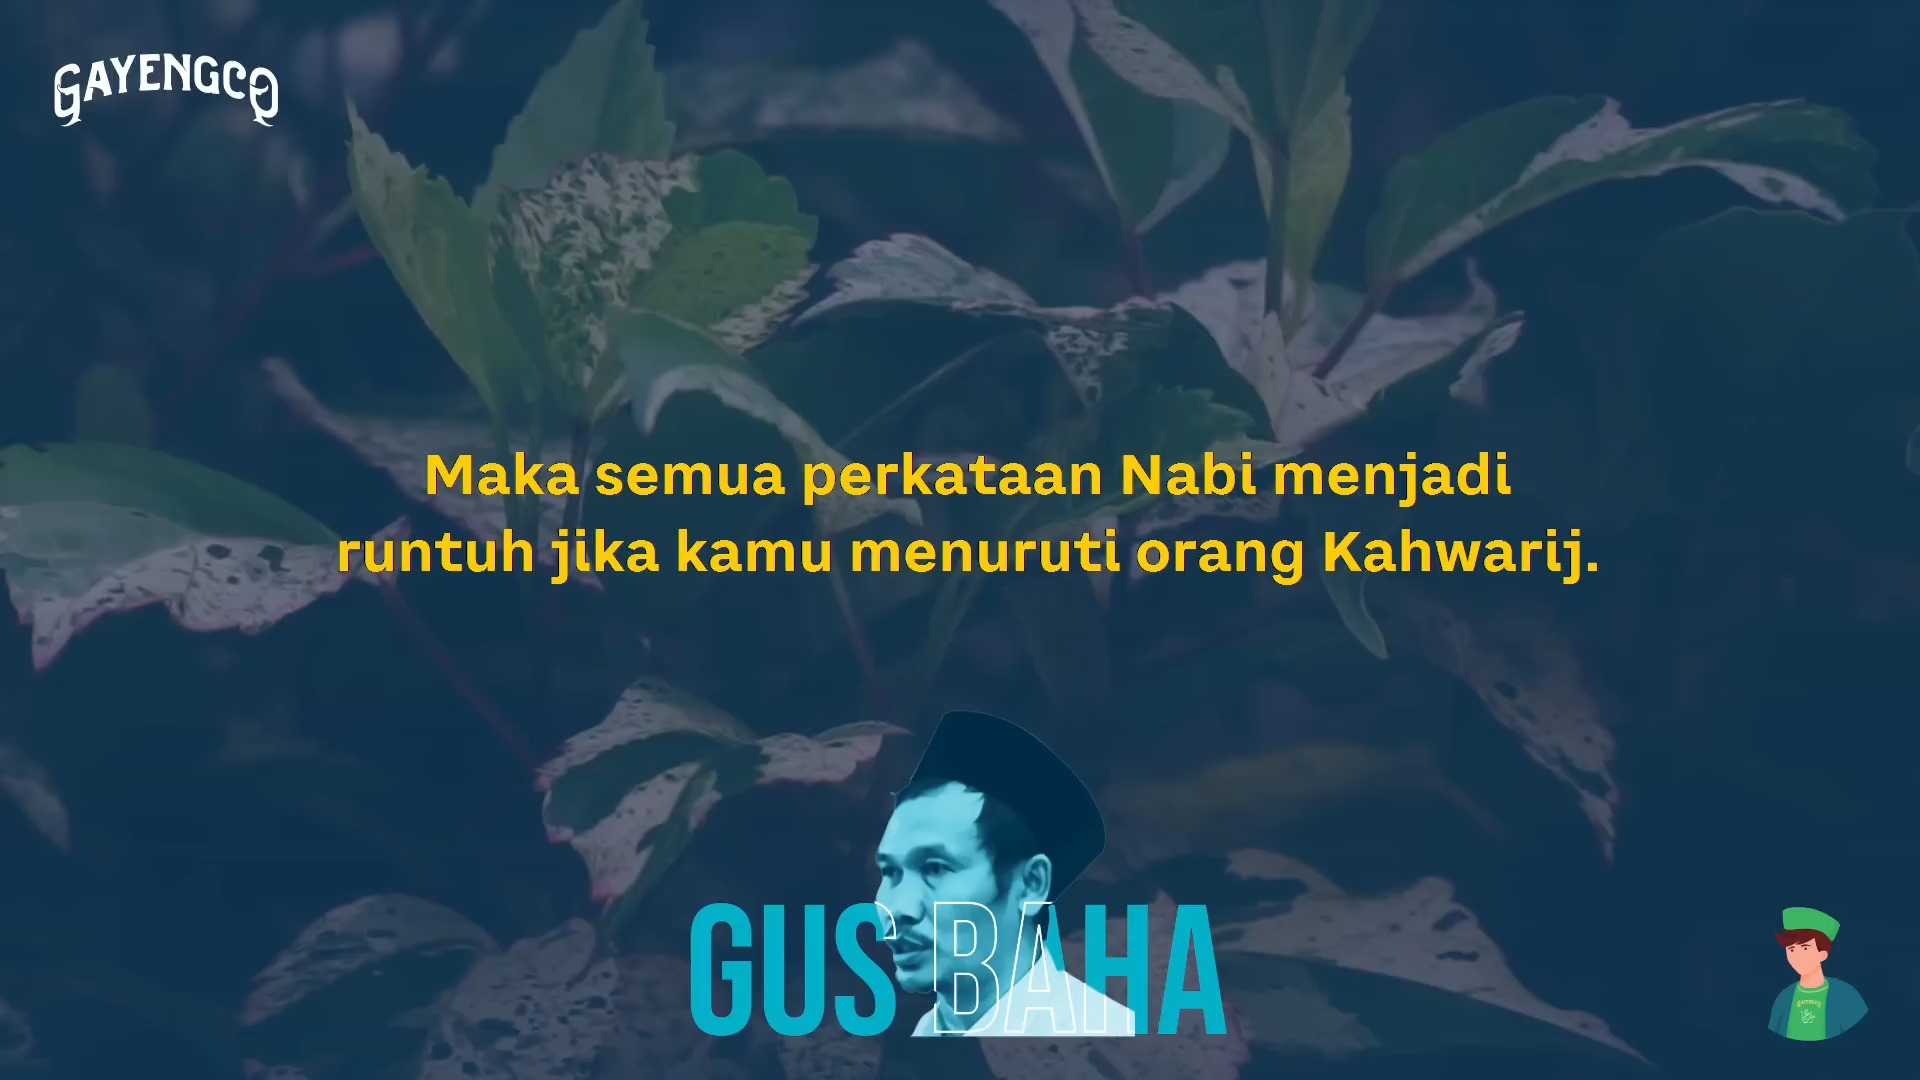 GAYENGCO
Maka semua perkataan Nabi menjadi
runtuh jika kamu menuruti orang Kahwarij.
GUS BAHA